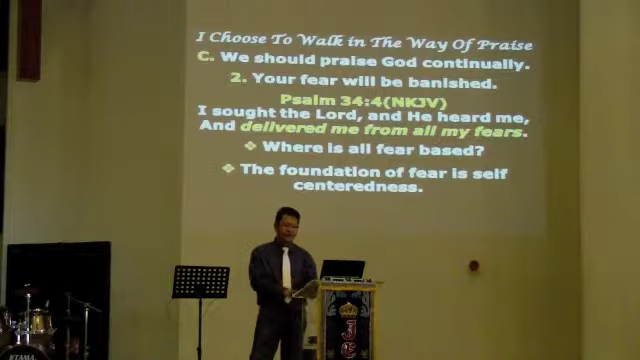 I Choose To Walk in The Way Of Praise
C. We should praise God continually.
2. Your fear will be banished.
Psalm 34:4(NKJV)
I sought the Lord, and He heard me,
And delivered me from all my fears.
❖ Where is all fear based?
❖ The foundation of fear is self
centeredness.
TAMA